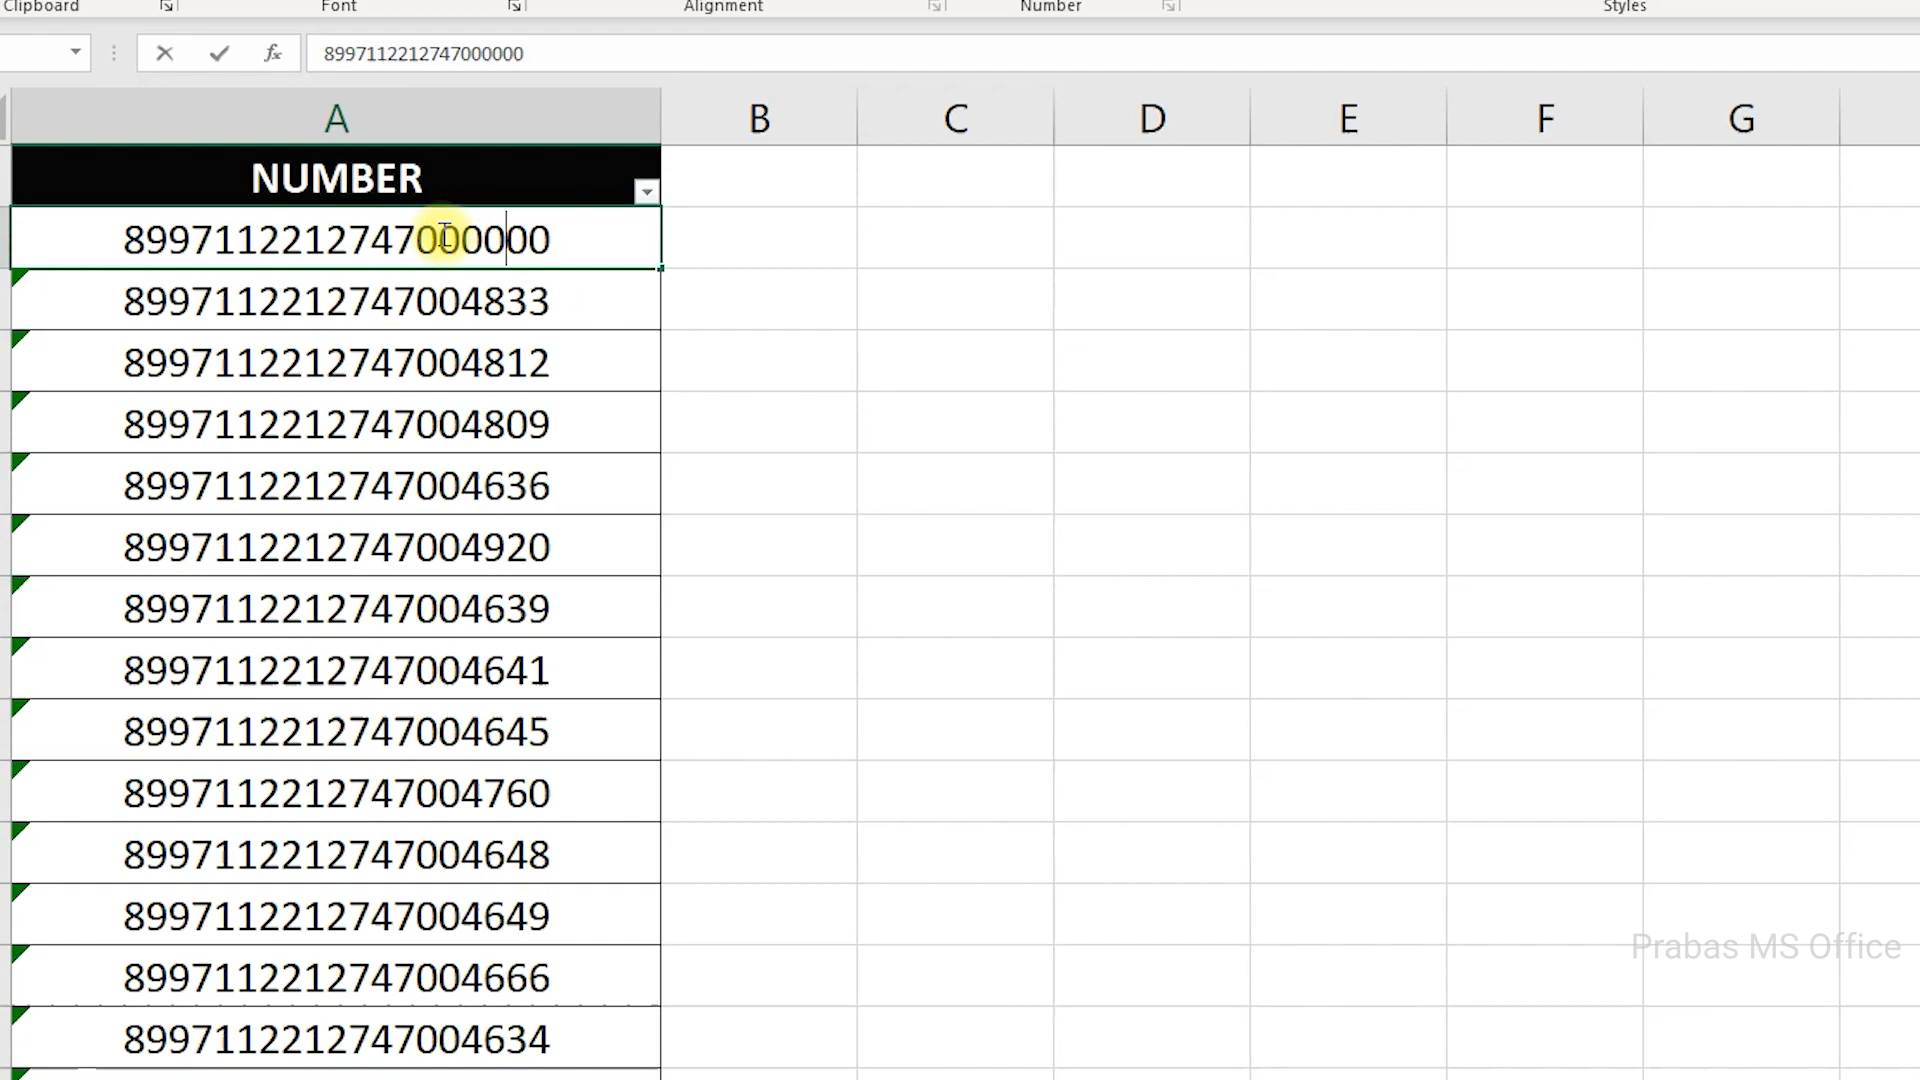 Clipboard Font Alignment Number Styles
fx 8997112212747000000
A B C D E F G
NUMBER
8997112212747000000
8997112212747004833
8997112212747004812
8997112212747004809
8997112212747004636
8997112212747004920
8997112212747004639
8997112212747004641
8997112212747004645
8997112212747004760
8997112212747004648
8997112212747004649
8997112212747004666
8997112212747004634
Prabas MS Office